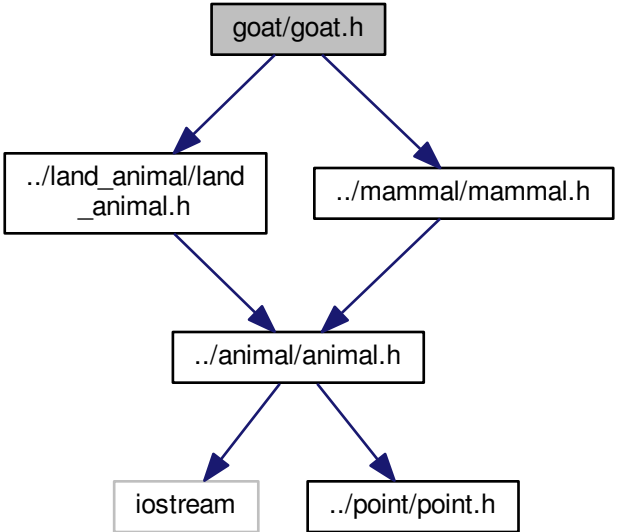 goat/goat.h
../land_animal/land
_animal.h
../mammal/mammal.h
../animal/animal.h
iostream
../point/point.h